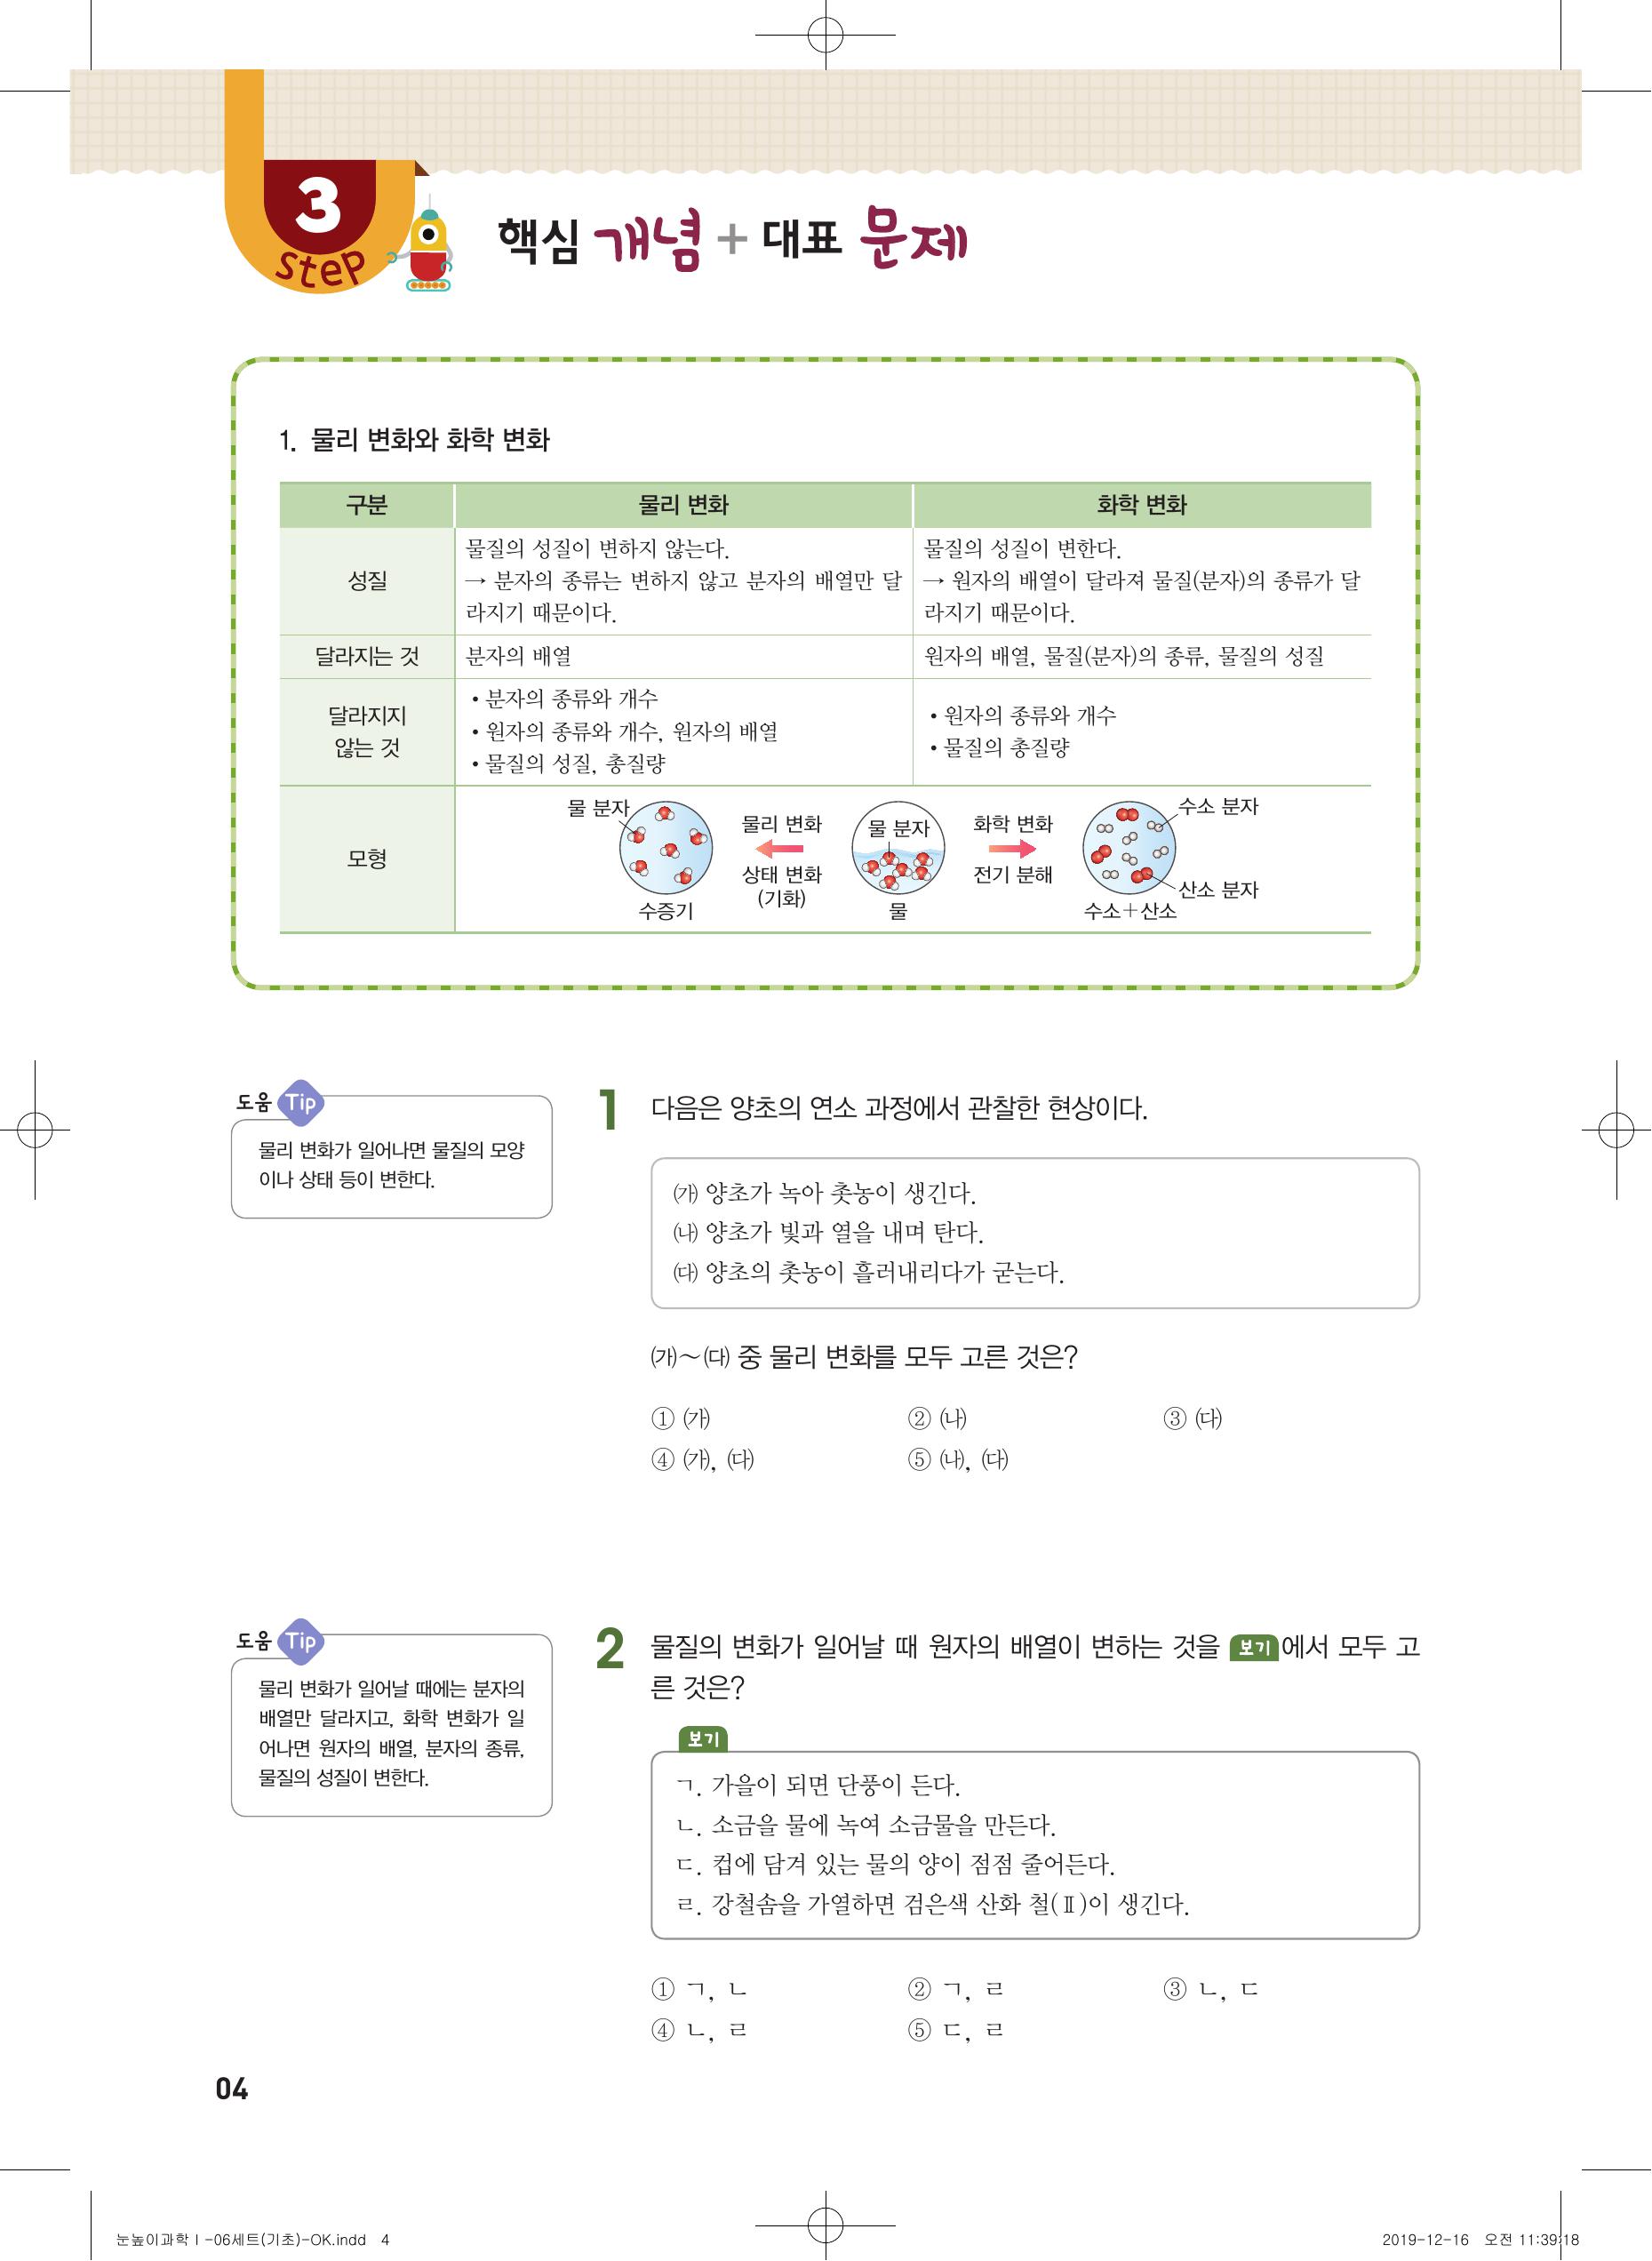 3
step
핵심 개념 + 대표 문제
1. 물리 변화와 화학 변화
구분 물리 변화 화학 변화
성질
물질의 성질이 변하지 않는다.
→ 분자의 종류는 변하지 않고 분자의 배열만 달
라지기 때문이다.
물질의 성질이 변한다.
→ 원자의 배열이 달라져 물질(분자)의 종류가 달
라지기 때문이다.
달라지는 것 분자의 배열 원자의 배열, 물질(분자)의 종류, 물질의 성질
달라지지
않는 것
• 분자의 종류와 개수
• 원자의 종류와 개수, 원자의 배열
• 물질의 성질, 총질량
• 원자의 종류와 개수
• 물질의 총질량
모형
물 분자
수증기
물리 변화
상태 변화
(기화)
물 분자
물
화학 변화
전기 분해
수소 분자
산소 분자
수소+산소
도움 Tip
물리 변화가 일어나면 물질의 모양
이나 상태 등이 변한다.
1 다음은 양초의 연소 과정에서 관찰한 현상이다.
㈎ 양초가 녹아 촛농이 생긴다.
㈏ 양초가 빛과 열을 내며 탄다.
㈐ 양초의 촛농이 흘러내리다가 굳는다.
㈎~㈐ 중 물리 변화를 모두 고른 것은?
① ㈎ ② ㈏ ③ ㈐
④ ㈎, ㈐ ⑤ ㈏, ㈐
도움 Tip
물리 변화가 일어날 때에는 분자의
배열만 달라지고, 화학 변화가 일
어나면 원자의 배열, 분자의 종류,
물질의 성질이 변한다.
2 물질의 변화가 일어날 때 원자의 배열이 변하는 것을 보기 에서 모두 고
른 것은?
보기
ㄱ. 가을이 되면 단풍이 든다.
ㄴ. 소금을 물에 녹여 소금물을 만든다.
ㄷ. 컵에 담겨 있는 물의 양이 점점 줄어든다.
ㄹ. 강철솜을 가열하면 검은색 산화 철(Ⅱ)이 생긴다.
① ㄱ, ㄴ ② ㄱ, ㄹ ③ ㄴ, ㄷ
④ ㄴ, ㄹ ⑤ ㄷ, ㄹ
04
눈높이과학Ⅰ-06세트(기초)-OK.indd 4
2019-12-16 오전 11:39:18